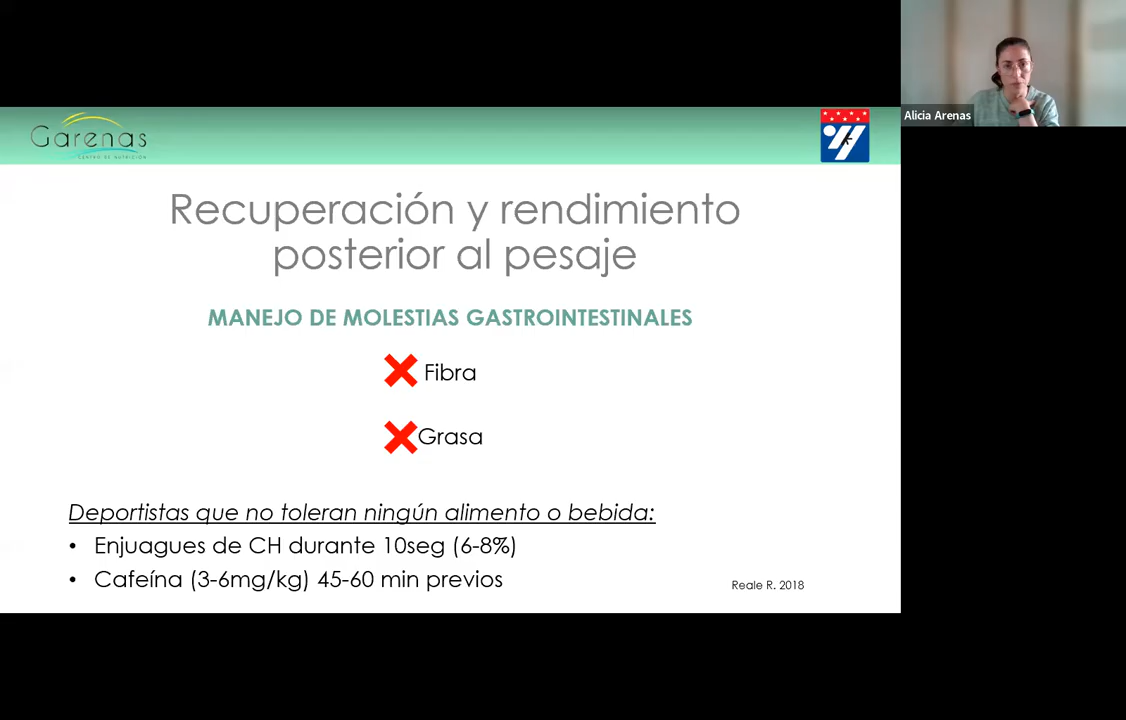 Garenas
CENTRO DE NUTRICIÓN
Alicia Arenas
Recuperación y rendimiento
posterior al pesaje
MANEJO DE MOLESTIAS GASTROINTESTINALES
Fibra
Grasa
Deportistas que no toleran ningún alimento o bebida:
• Enjuagues de CH durante 10seg (6-8%)
• Cafeína (3-6mg/kg) 45-60 min previos
Reale R. 2018